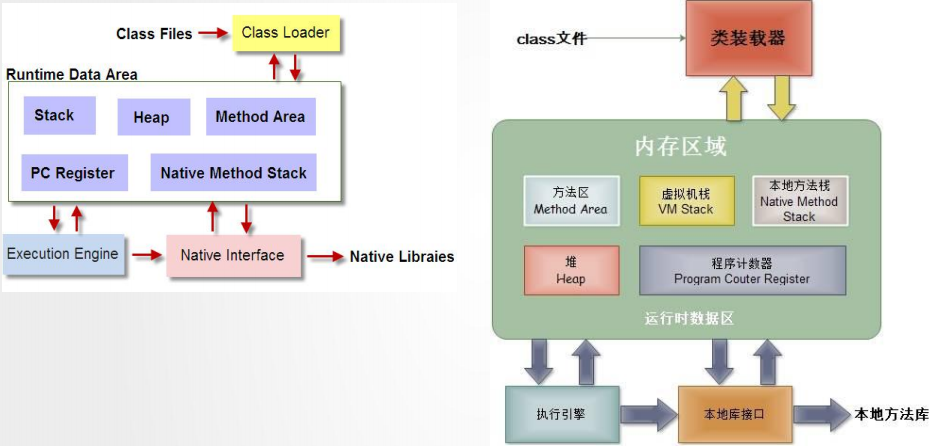 Class Files
Class Loader
Runtime Data Area
Stack
Heap
Method Area
PC Register
Native Method Stack
Execution Engine
Native Interface
Native Libraies
class文件
类装载器
内存区域
方法区
Method Area
虚拟机栈
VM Stack
本地方法栈
Native Method
Stack
堆
Heap
程序计数器
Program Couter Register
运行时数据区
执行引擎
本地库接口
本地方法库